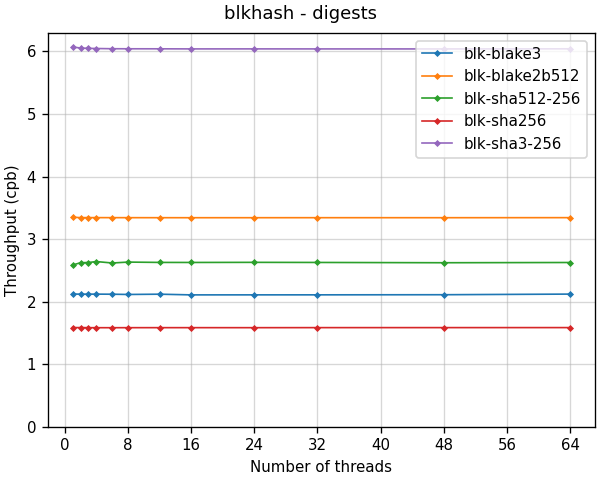 blkhash - digests
blk-blake3
blk-blake2b512
blk-sha512-256
blk-sha256
blk-sha3-256
Throughput (cpb)
6
5
4
3
2
1
0
0 8 16 24 32 40 48 56 64
Number of threads